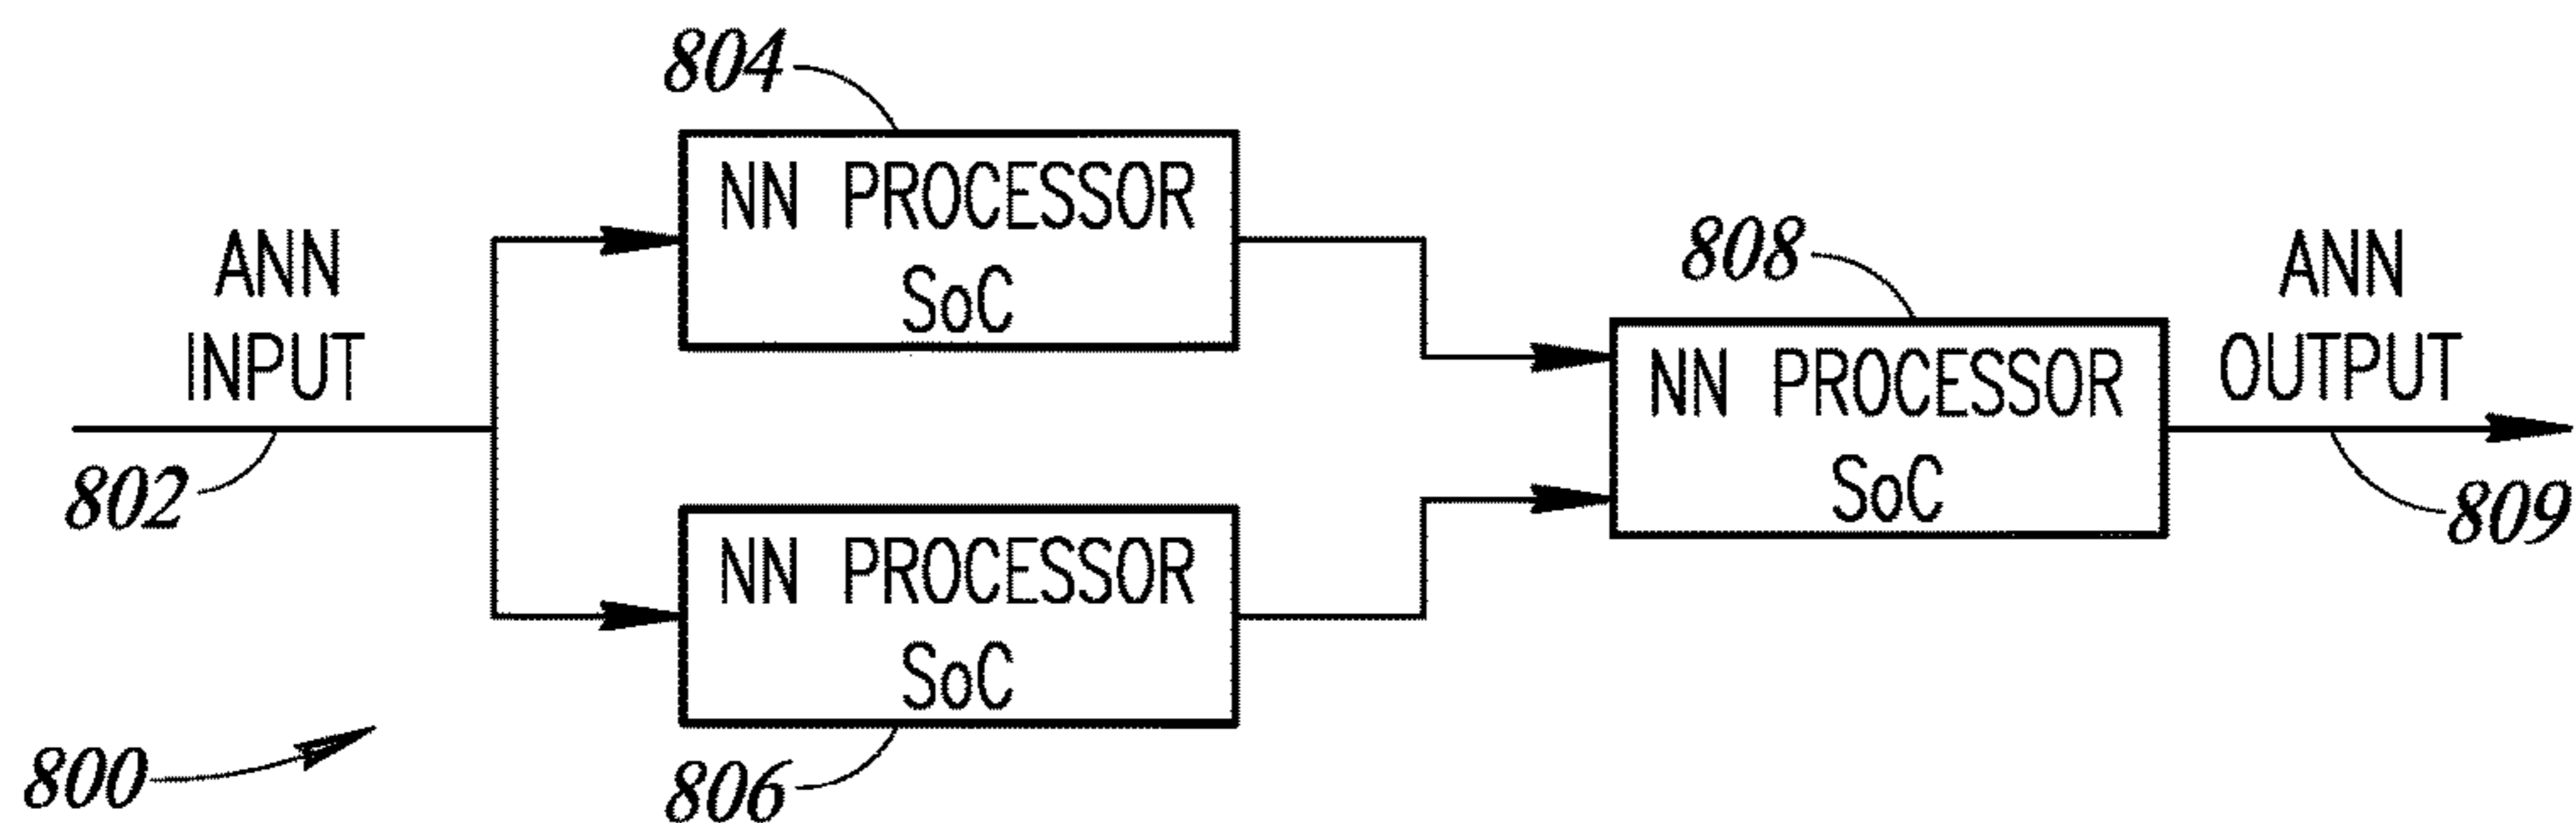 804
NN PROCESSOR
SoC
ANN
INPUT
802
808
NN PROCESSOR
SoC
ANN
OUTPUT
809
NN PROCESSOR
SoC
806
800